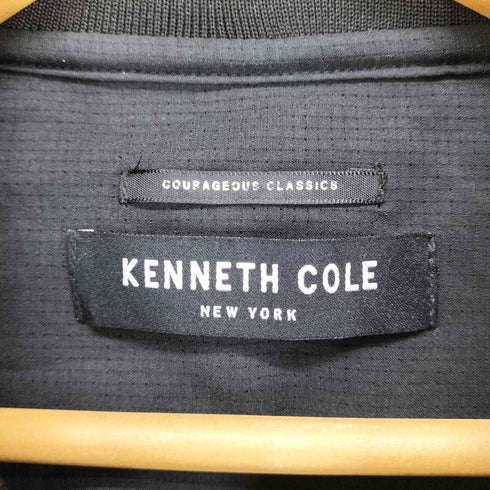 COURAGEOUS CLASSICS
KENNETH COLE
NEW YORK